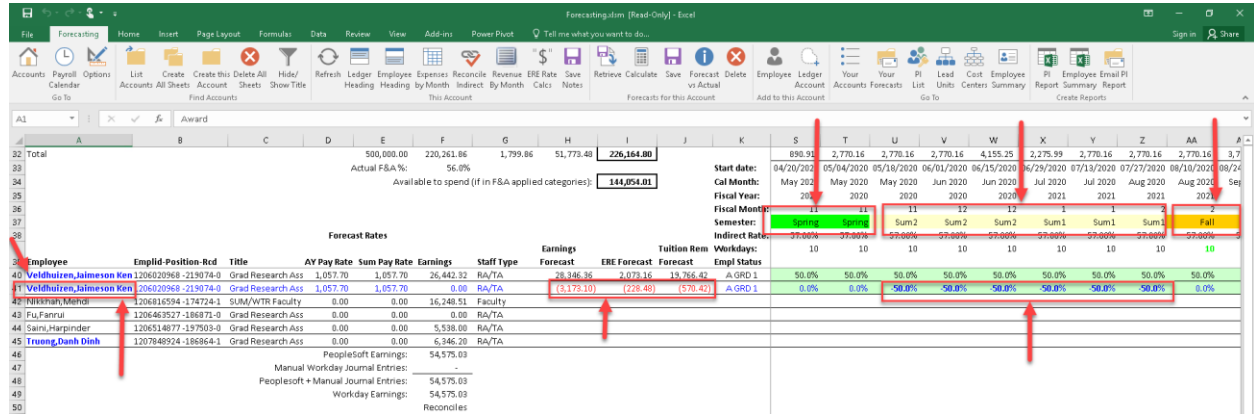 Forecasting.xlsm [Read-Only] - Excel
File Forecasting Home Insert Page Layout Formulas Data Review View Add-ins Power Pivot Tell me what you want to do... Sign in Share
Accounts Payroll Calendar Options List Accounts Create All Sheets Create this Account Delete All Sheets Hide/ Show Title Refresh Ledger Heading Employee Heading Expenses by Month Reconcile Indirect Revenue By Month ERE Rate Calcs Save Notes Retrieve Calculate Save Forecast vs Actual Delete Employee Ledger Account Your Accounts Your Forecasts PI List Lead Units Cost Centers Employee Summary PI Report Employee Summary Email PI Report
Go To Find Accounts This Account Forecasts for this Account Add to this Account Go To Create Reports
A1 fx Award
A B C D E F G H I J K S T U V W X Y Z AA
32 Total 500,000.00 220,261.86 1,799.86 51,773.48 226,164.80 890.91 2,770.16 2,770.16 2,770.16 4,155.25 2,275.99 2,770.16 2,770.16 2,770.16 3,7
33 Actual F&A %: 56.0% Start date: 04/20/2020 05/04/2020 05/18/2020 06/01/2020 06/15/2020 06/29/2020 07/13/2020 07/27/2020 08/10/2020 08/24
34 Available to spend (if in F&A applied categories): 144,054.01 Cal Month: May 2020 May 2020 May 2020 Jun 2020 Jun 2020 Jul 2020 Jul 2020 Aug 2020 Aug 2020 Sep
35 Fiscal Year: 2020 2020 2020 2020 2021 2021 2021
36 Fiscal Month: 11 11 11 12 12 1 1 2 2
37 Semester: Spring Spring Sum2 Sum2 Sum2 Sum1 Sum1 Sum1 Fall
38 Forecast Rates Indirect Rate: 57.00% 57.00% 57.00% 57.00% 57.00% 57.00% 57.00% 57.00% 57.00% 5
Earnings Tuition Rem Workdays: 10 10 10 10 10 10 10 10 10
39 Employee Emplid-Position-Rcd Title AY Pay Rate Sum Pay Rate Earnings Staff Type Forecast ERE Forecast Forecast Empl Status
40 Veldhuizen,Jaimeson Ken 1206020968 -219074-0 Grad Research Ass 1,057.70 1,057.70 26,442.32 RA/TA 28,346.36 2,073.16 19,766.42 A GRD 1 50.0% 50.0% 50.0% 50.0% 50.0% 50.0% 50.0% 50.0% 50.0%
41 Veldhuizen,Jaimeson Ken 1206020968 -219074-0 Grad Research Ass 1,057.70 1,057.70 0.00 RA/TA (3,173.10) (228.48) (570.42) A GRD 1 0.0% 0.0% -50.0% -50.0% -50.0% -50.0% -50.0% -50.0% 0.0%
42 Nikkhah,Mehdi 1206816594 -174724-1 SUM/WTR Faculty 0.00 0.00 16,248.51 Faculty
43 Fu,Fanrui 1206463527 -186871-0 Grad Research Ass 0.00 0.00 0.00 RA/TA
44 Saini,Harpinder 1206514877 -197503-0 Grad Research Ass 0.00 0.00 5,538.00 RA/TA
45 Truong,Danh Dinh 1207848924 -186864-1 Grad Research Ass 0.00 0.00 6,346.20 RA/TA
46 PeopleSoft Earnings: 54,575.03
47 Manual Workday Journal Entries: -
48 Peoplesoft + Manual Journal Entries: 54,575.03
49 Workday Earnings: 54,575.03
50 Reconciles